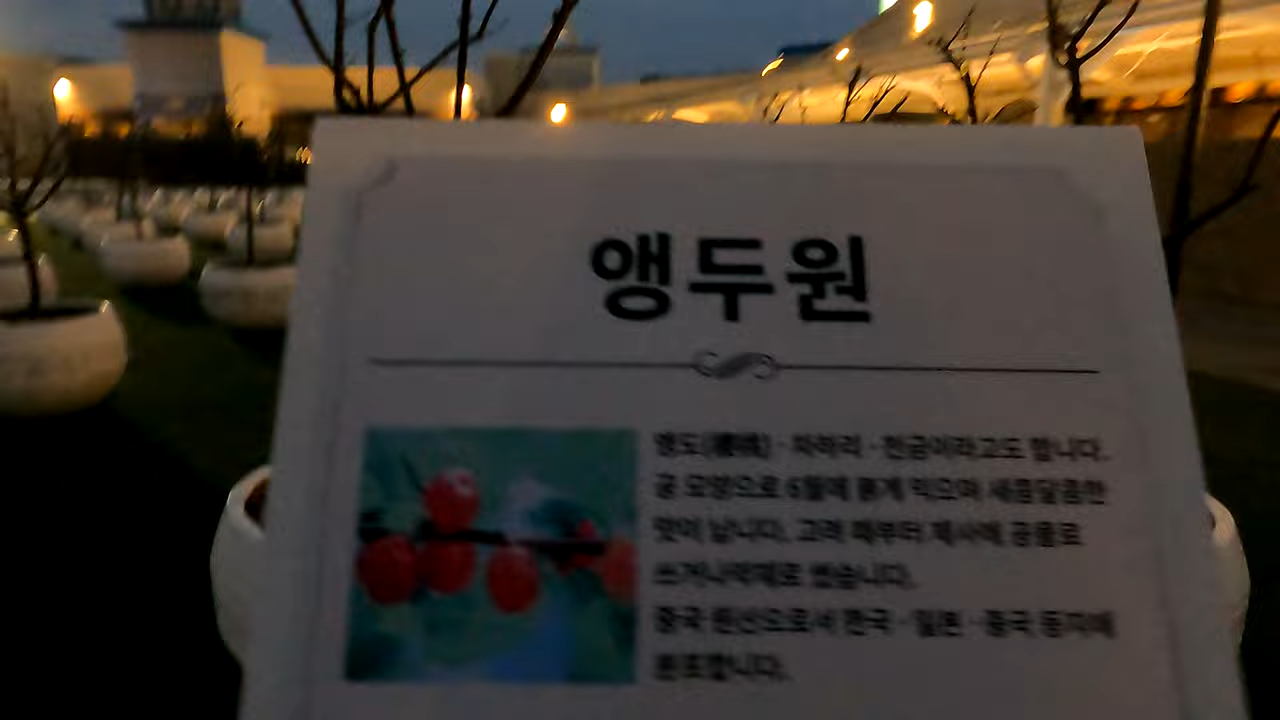 앵두원
앵도(櫻桃) · 차하리 · 천금이라고도 합니다.
공 모양으로 6월에 붉게 익으며 새콤달콤한
맛이 납니다. 고려 때부터 제사에 공물로
쓰거나약재로 썼습니다.
중국 원산으로서 한국 · 일본 · 중국 등지에
분포합니다.